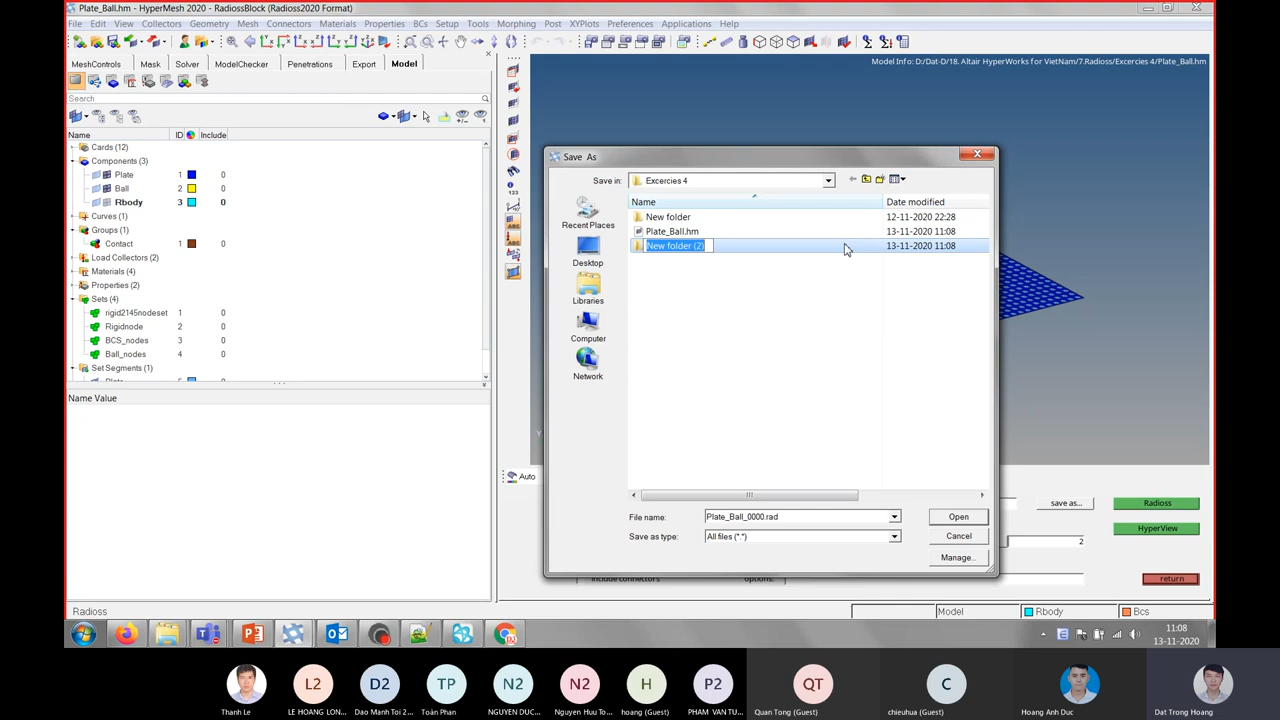 Plate_Ball.hm - HyperMesh 2020 - RadiossBlock (Radioss2020 Format)
File Edit View Collectors Geometry Mesh Connectors Materials Properties BCs Setup Tools Morphing Post XYPlots Preferences Applications Help
MeshControls Mask Solver ModelChecker Penetrations Export Model
Model Info: D:/Dat-D/18. Altair HyperWorks for VietNam/7.Radioss/Excercies 4/Plate_Ball.hm
Search
Name ID Include
Cards (12)
Components (3)
Plate 1 0
Ball 2 0
Rbody 3 0
Curves (1)
Groups (1)
Contact 1 0
Load Collectors (2)
Materials (4)
Properties (2)
Sets (4)
rigid2145nodeset 1 0
Rigidnode 2 0
BCS_nodes 3 0
Ball_nodes 4 0
Set Segments (1)
Name Value
123
ABC
ABC
Y
Auto
Save As
Save in: Excercies 4
Name Date modified
New folder 12-11-2020 22:28
Plate_Ball.hm 13-11-2020 11:08
New folder (2) 13-11-2020 11:08
Recent Places
Desktop
Libraries
Computer
Network
File name: Plate_Ball_0000.rad Open
Save as type: All files (*.*) Cancel
Manage...
save as... Radioss
HyperView
2
include connectors options: return
Radioss Model Rbody Bcs
11:08
13-11-2020
L2 D2 TP N2 N2 H P2 QT C
Thanh Le LE HOANG LON... Dao Manh Toi 2... Toàn Phan NGUYEN DUC... Nguyen Huu To... hoang (Guest) PHAM VAN TU... Quan Tong (Guest) chieuhua (Guest) Hoang Anh Duc Dat Trong Hoang